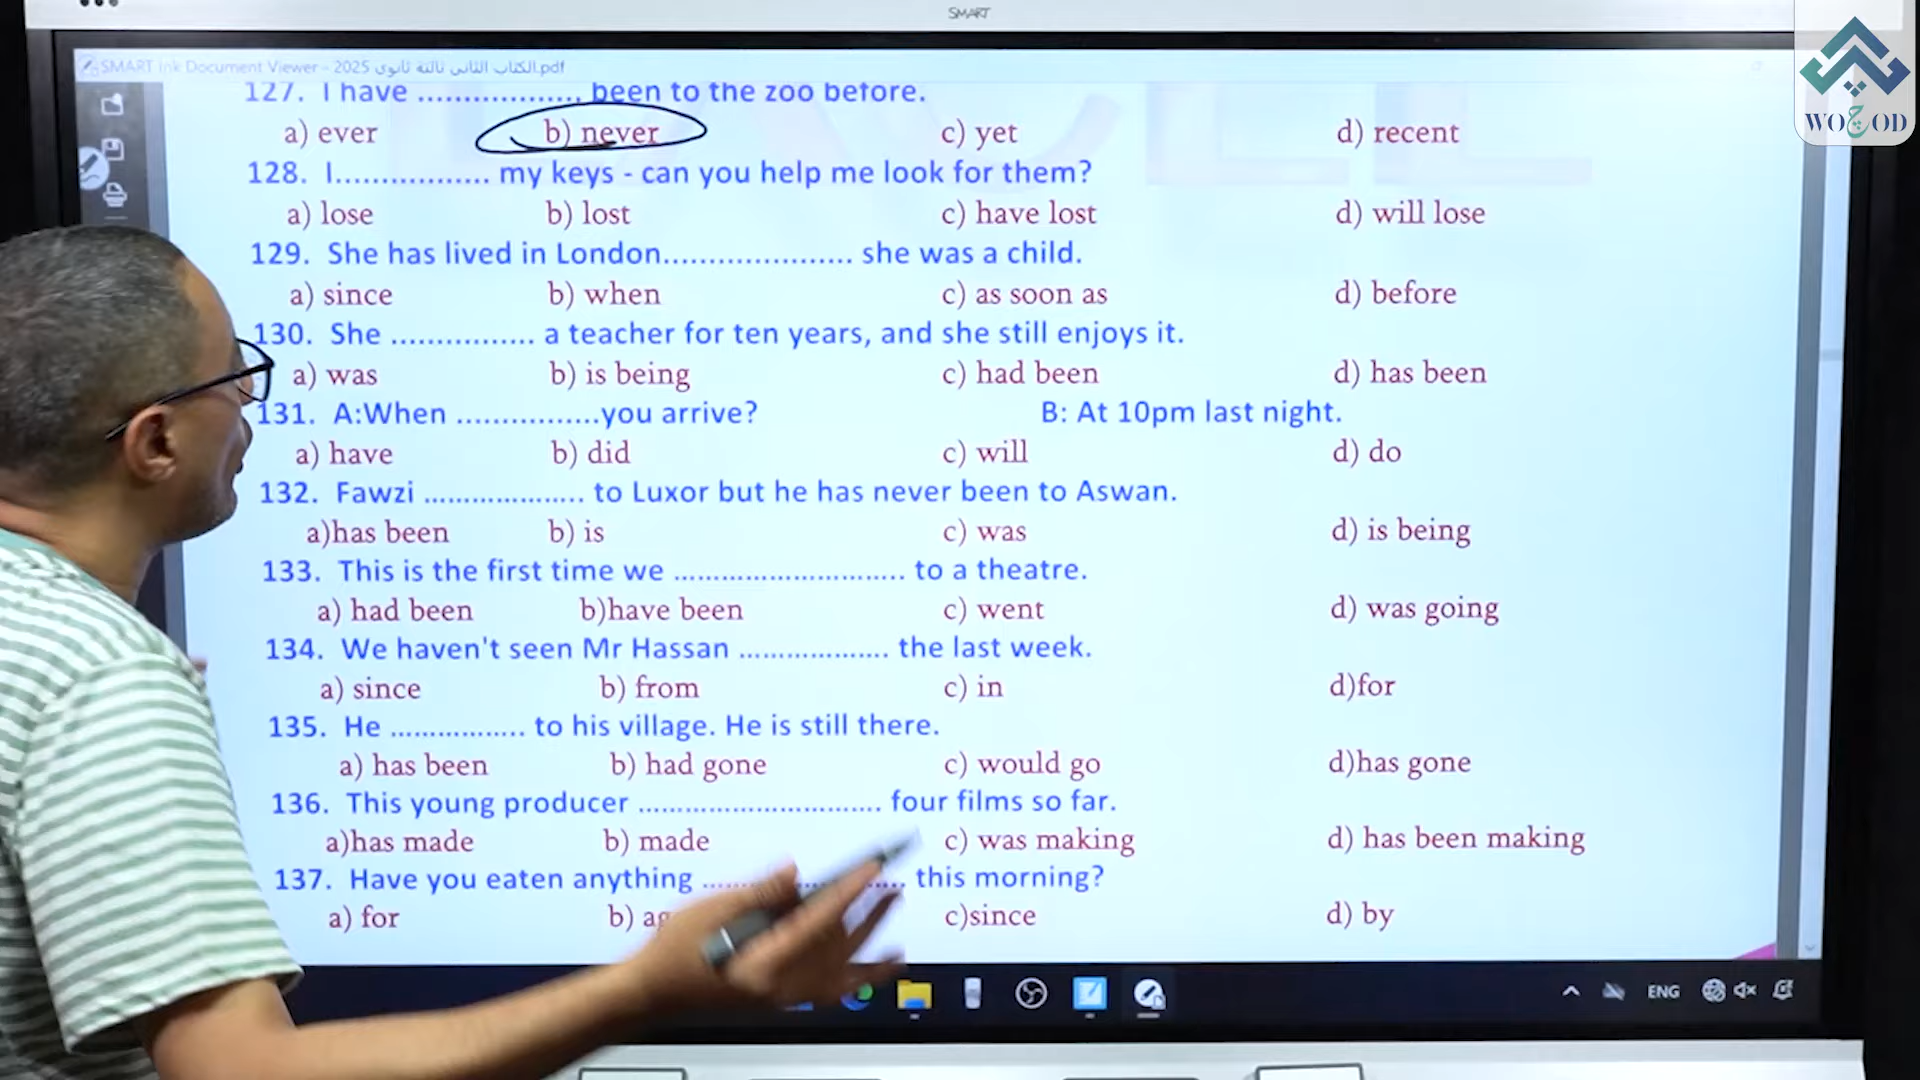 SMART
SMART Ink Document Viewer - 2025 الكتاب الثانى ثالثة ثانوى.pdf
WOجOD
127. I have .................. been to the zoo before.
a) ever b) never c) yet d) recent
128. I................. my keys - can you help me look for them?
a) lose b) lost c) have lost d) will lose
129. She has lived in London..................... she was a child.
a) since b) when c) as soon as d) before
130. She ................ a teacher for ten years, and she still enjoys it.
a) was b) is being c) had been d) has been
131. A:When ................you arrive? B: At 10pm last night.
a) have b) did c) will d) do
132. Fawzi .................... to Luxor but he has never been to Aswan.
a)has been b) is c) was d) is being
133. This is the first time we ............................. to a theatre.
a) had been b)have been c) went d) was going
134. We haven't seen Mr Hassan ................... the last week.
a) since b) from c) in d)for
135. He ................. to his village. He is still there.
a) has been b) had gone c) would go d)has gone
136. This young producer ............................... four films so far.
a)has made b) made c) was making d) has been making
137. Have you eaten anything .......................... this morning?
a) for b) c)since d) by
ENG